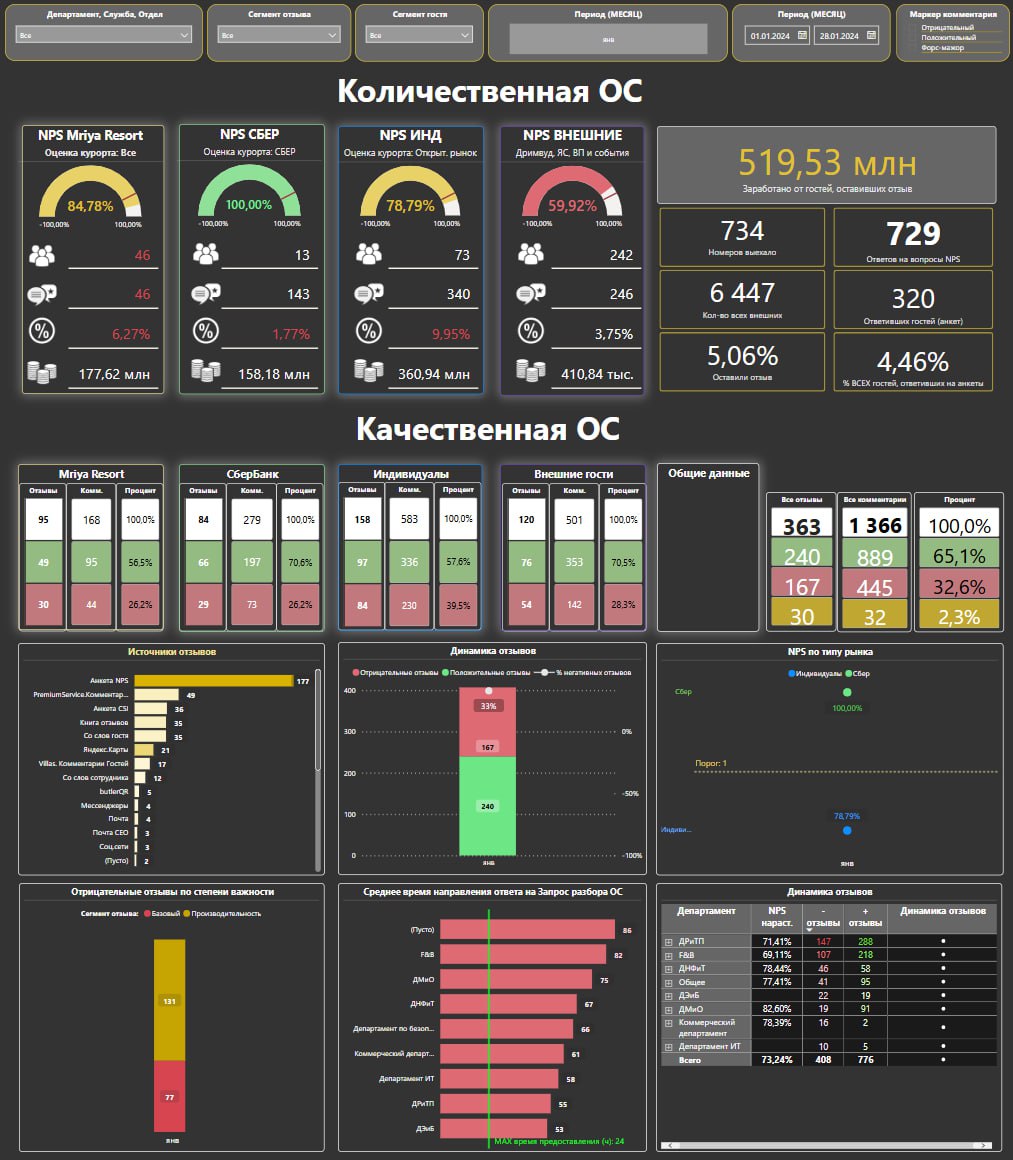 Департамент, Служба, Отдел
Все
Сегмент отзыва
Все
Сегмент гостя
Все
Период (МЕСЯЦ)
янв
Период (МЕСЯЦ)
01.01.2024
28.01.2024
Маркер комментария
Отрицательный
Положительный
Форс-мажор
Количественная ОС
NPS Mriya Resort
Оценка курорта: Все
84,78%
-100,00%
100,00%
46
46
6,27%
177,62 млн
NPS СБЕР
Оценка курорта: СБЕР
100,00%
-100,00%
100,00%
13
143
1,77%
158,18 млн
NPS ИНД
Оценка курорта: Открыт. рынок
78,79%
-100,00%
100,00%
73
340
9,95%
360,94 млн
NPS ВНЕШНИЕ
Дримвуд, ЯС, ВП и события
59,92%
-100,00%
100,00%
242
246
3,75%
410,84 тыс.
519,53 млн
Заработано от гостей, оставивших отзыв
734
Номеров выехало
729
Ответов на вопросы NPS
6 447
Кол-во всех внешних
320
Ответивших гостей (анкет)
5,06%
Оставили отзыв
4,46%
% ВСЕХ гостей, ответивших на анкеты
Качественная ОС
Mriya Resort
Отзывы Комм. Процент
95 168 100,0%
49 95 56,5%
30 44 26,2%
СберБанк
Отзывы Комм. Процент
84 279 100,0%
66 197 70,6%
29 73 26,2%
Индивидуалы
Отзывы Комм. Процент
158 583 100,0%
97 336 57,6%
84 230 39,5%
Внешние гости
Отзывы Комм. Процент
120 501 100,0%
76 353 70,5%
54 142 28,3%
Общие данные
Все отзывы Все комментарии Процент
363 1 366 100,0%
240 889 65,1%
167 445 32,6%
30 32 2,3%
Источники отзывов
Анкета NPS 177
PremiumService.Комментар... 49
Анкета CSI 36
Книга отзывов 35
Со слов гостя 35
Яндекс.Карты 21
Villas. Комментарии Гостей 17
Со слов сотрудника 12
butlerQR 5
Мессенджеры 4
Почта 4
Почта CEO 3
Соц.сети 3
(Пусто) 2
Динамика отзывов
Отрицательные отзывы Положительные отзывы % негативных отзывов
400
300
200
100
0
33%
167
240
0%
-50%
-100%
янв
NPS по типу рынка
Индивидуалы Сбер
Сбер
100,00%
Порог: 1
78,79%
Индиви...
янв
Отрицательные отзывы по степени важности
Сегмент отзыва: Базовый Производительность
131
77
янв
Среднее время направления ответа на Запрос разбора ОС
(Пусто) 86
F&B 82
ДМиО 75
ДНФиТ 67
Департамент по безоп... 66
Коммерческий департ... 61
Департамент ИТ 58
ДРиТП 55
ДЭиБ 53
MAX время предоставления (ч): 24
Динамика отзывов
Департамент NPS нараст. - отзывы + отзывы Динамика отзывов
ДРиТП 71,41% 147 288
F&B 69,11% 107 218
ДНФиТ 78,44% 46 58
Общее 77,41% 41 95
ДЭиБ 22 19
ДМиО 82,60% 19 91
Коммерческий департамент 78,39% 16 2
Департамент ИТ 10 5
Всего 73,24% 408 776